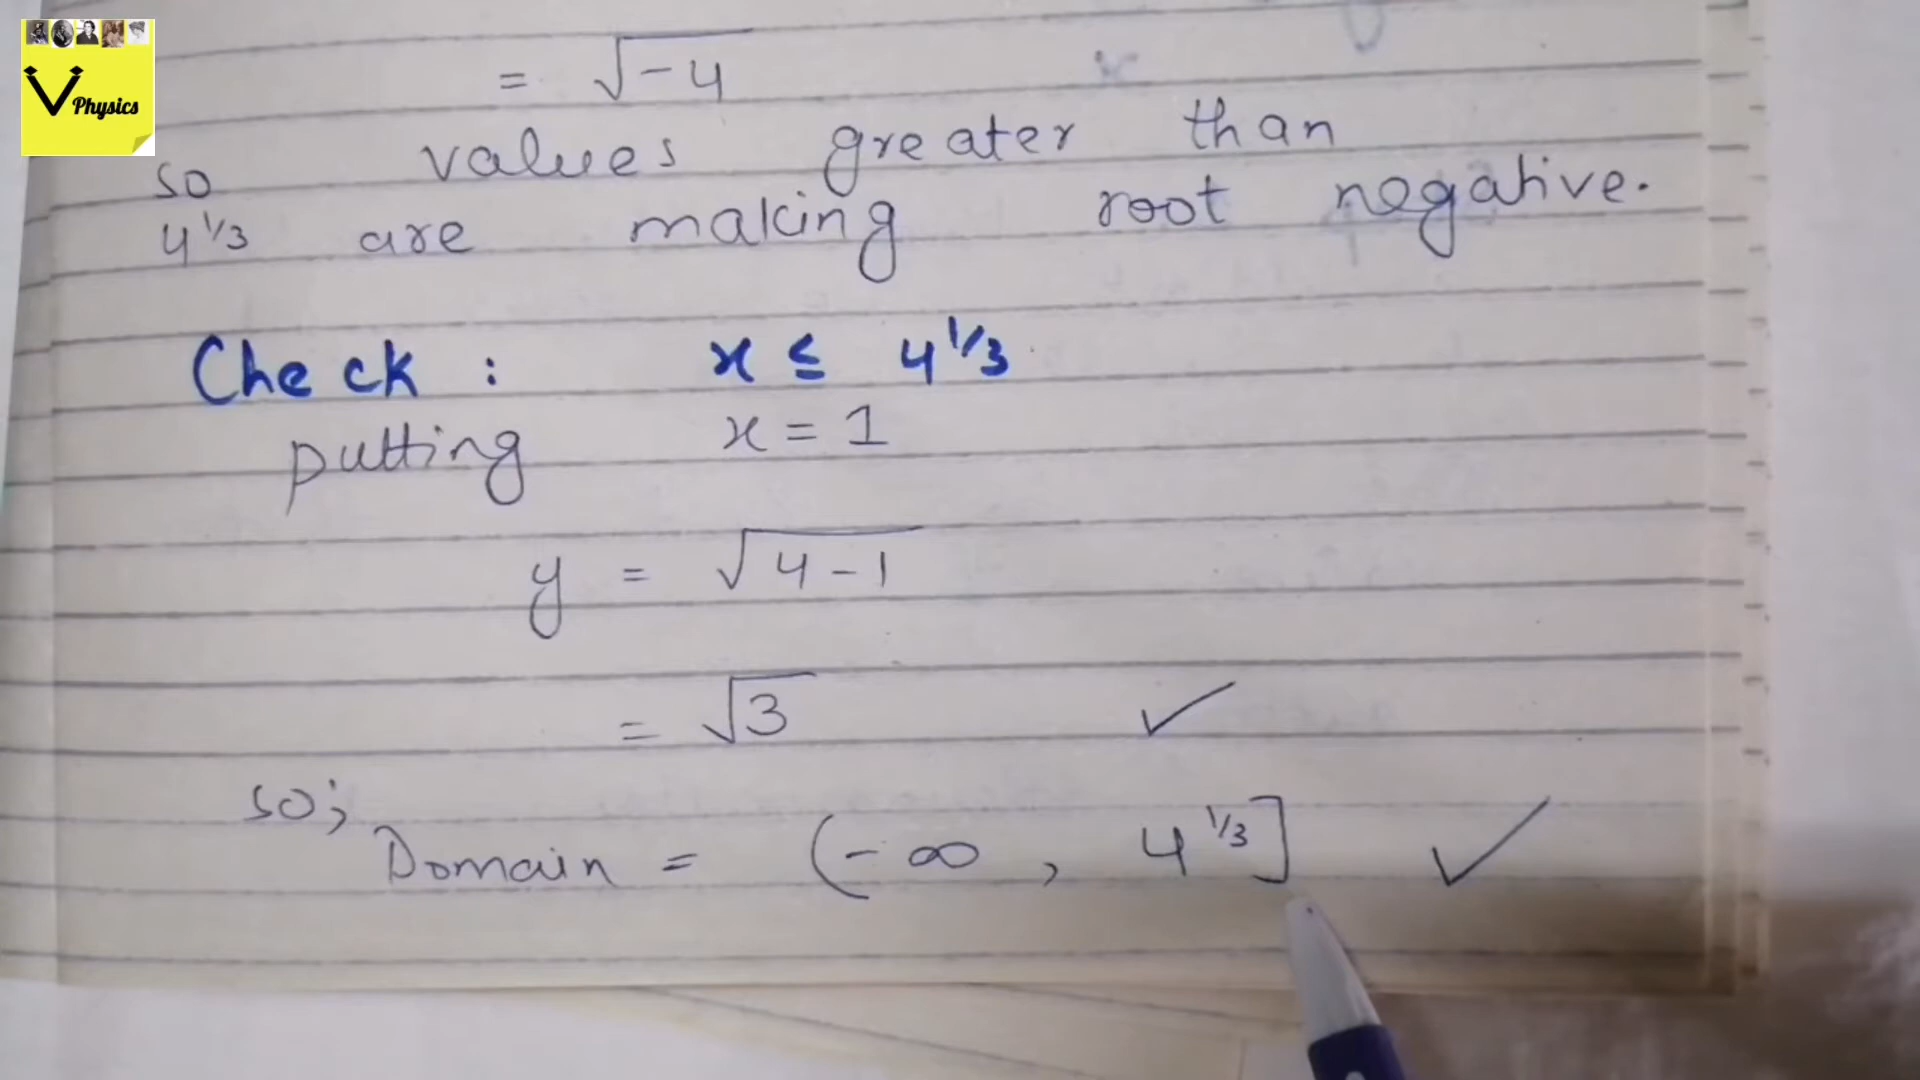 V Physics
= √-4
so values greater than
4^1/3 are making root negative.
Check : x ≤ 4^1/3
putting x = 1
y = √4-1
= √3 ✓
so;
Domain = (-∞ , 4^1/3] ✓